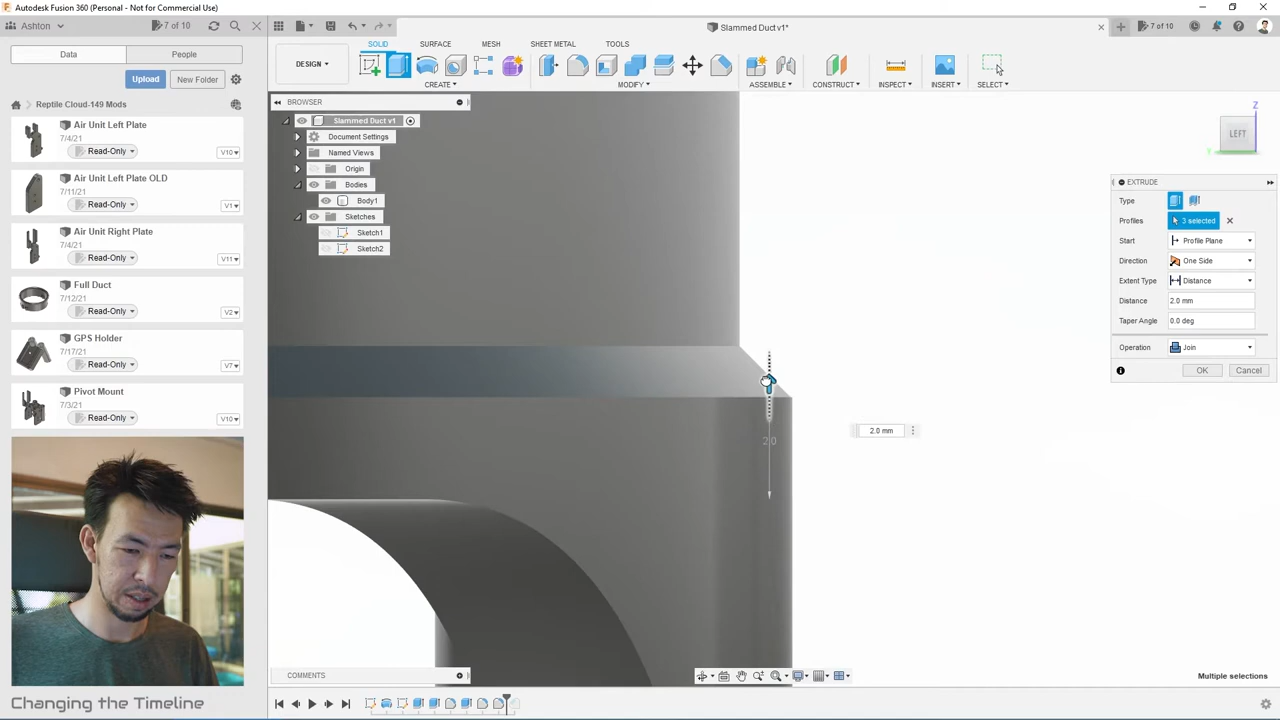 Autodesk Fusion 360 (Personal - Not for Commercial Use)
Ashton
7 of 10
Slammed Duct v1*
7 of 10
Data
People
SOLID
SURFACE
MESH
SHEET METAL
TOOLS
DESIGN
CREATE
MODIFY
ASSEMBLE
CONSTRUCT
INSPECT
INSERT
SELECT
Upload
New Folder
Reptile Cloud-149 Mods
Air Unit Left Plate
7/4/21
Read-Only
V10
Air Unit Left Plate OLD
7/11/21
Read-Only
V1
Air Unit Right Plate
7/4/21
Read-Only
V11
Full Duct
7/12/21
Read-Only
V2
GPS Holder
7/17/21
Read-Only
V7
Pivot Mount
7/3/21
Read-Only
V10
BROWSER
Slammed Duct v1
Document Settings
Named Views
Origin
Bodies
Body1
Sketches
Sketch1
Sketch2
Z
LEFT
Y
EXTRUDE
Type
Profiles
3 selected
Start
Profile Plane
Direction
One Side
Extent Type
Distance
Distance
2.0 mm
Taper Angle
0.0 deg
Operation
Join
OK
Cancel
2.0 mm
2.0
COMMENTS
Multiple selections
Changing the Timeline